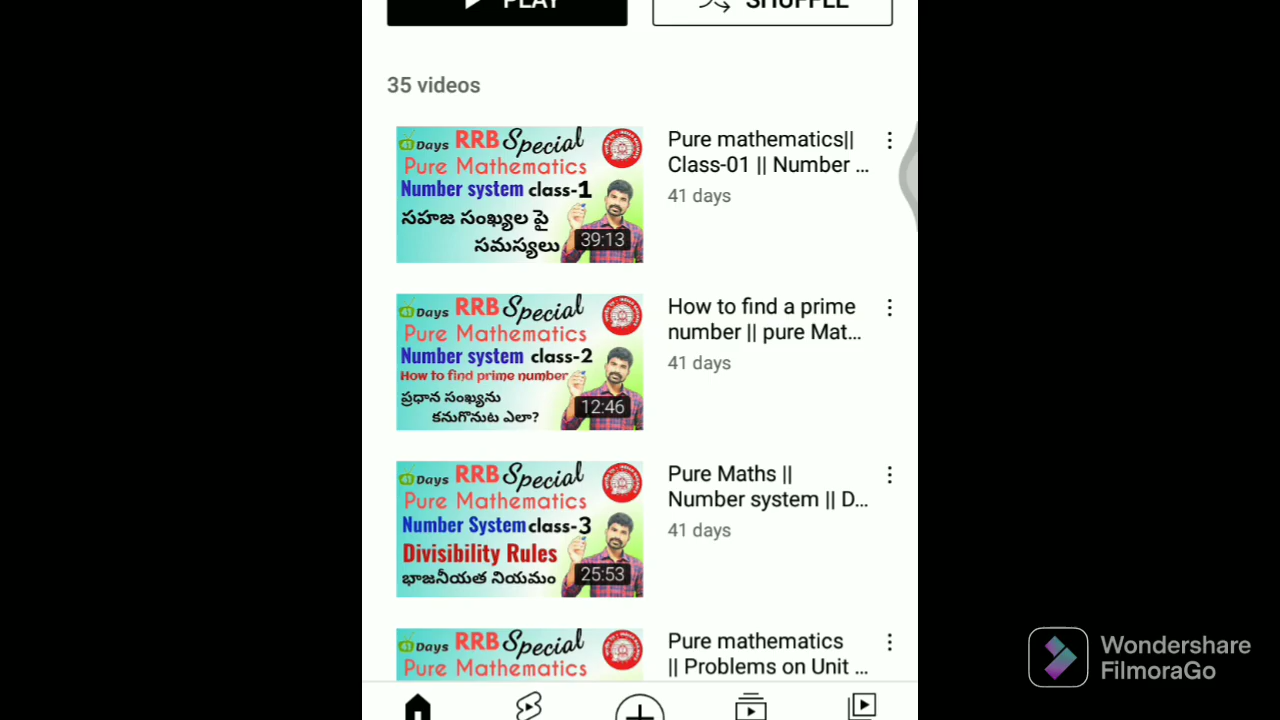 PLAY
SHUFFLE
35 videos
Days RRB Special
Pure Mathematics
Number system class-1
సహజ సంఖ్యల పై
సమస్యలు
39:13
Pure mathematics||
Class-01 || Number ...
41 days
Days RRB Special
Pure Mathematics
Number system class-2
How to find prime number
ప్రధాన సంఖ్యను
కనుగొనుట ఎలా?
12:46
How to find a prime
number || pure Mat...
41 days
Days RRB Special
Pure Mathematics
Number System class-3
Divisibility Rules
భాజనీయత నియమం
25:53
Pure Maths ||
Number system || D...
41 days
Days RRB Special
Pure Mathematics
Pure mathematics
|| Problems on Unit ...
Wondershare
FilmoraGo